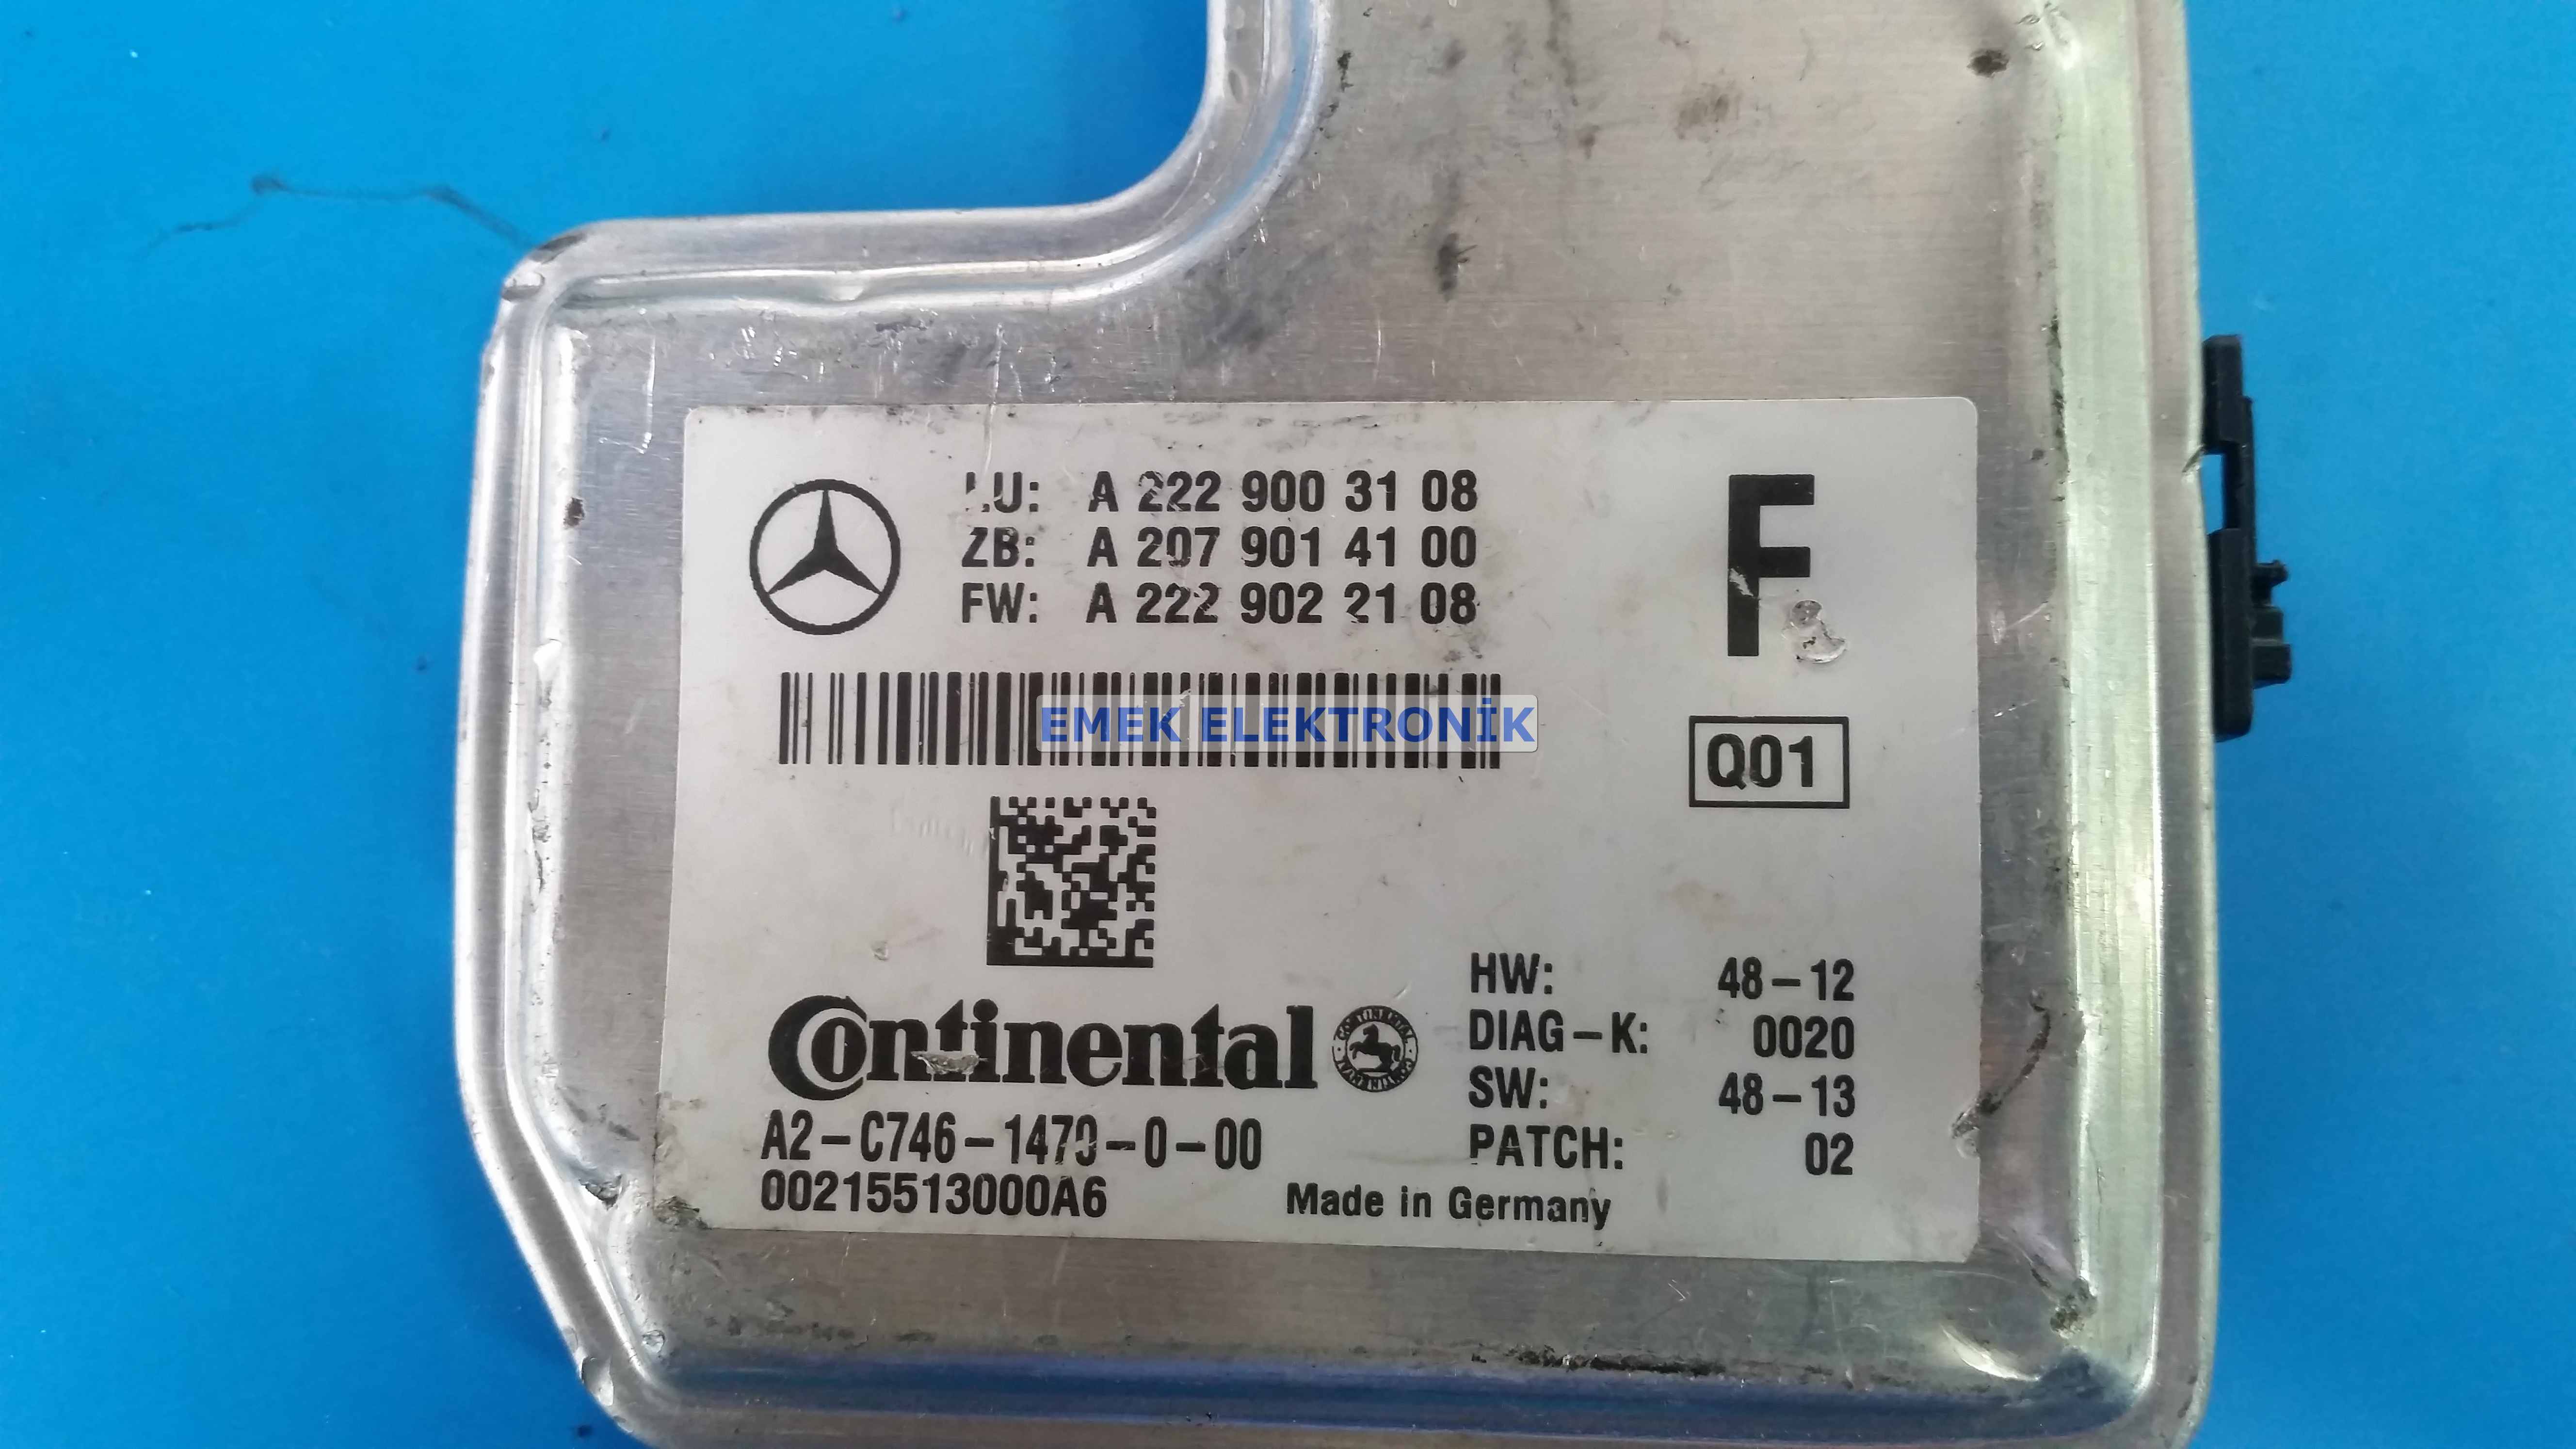 LU: A 222 900 31 08
ZB: A 207 901 41 00
FW: A 222 902 21 08
F
EMEK ELEKTRONİK
Q01
Continental
CONTINENTAL CONTINENTAL
HW: 48-12
DIAG-K: 0020
SW: 48-13
PATCH: 02
A2-C746-1470-0-00
00215513000A6
Made in Germany